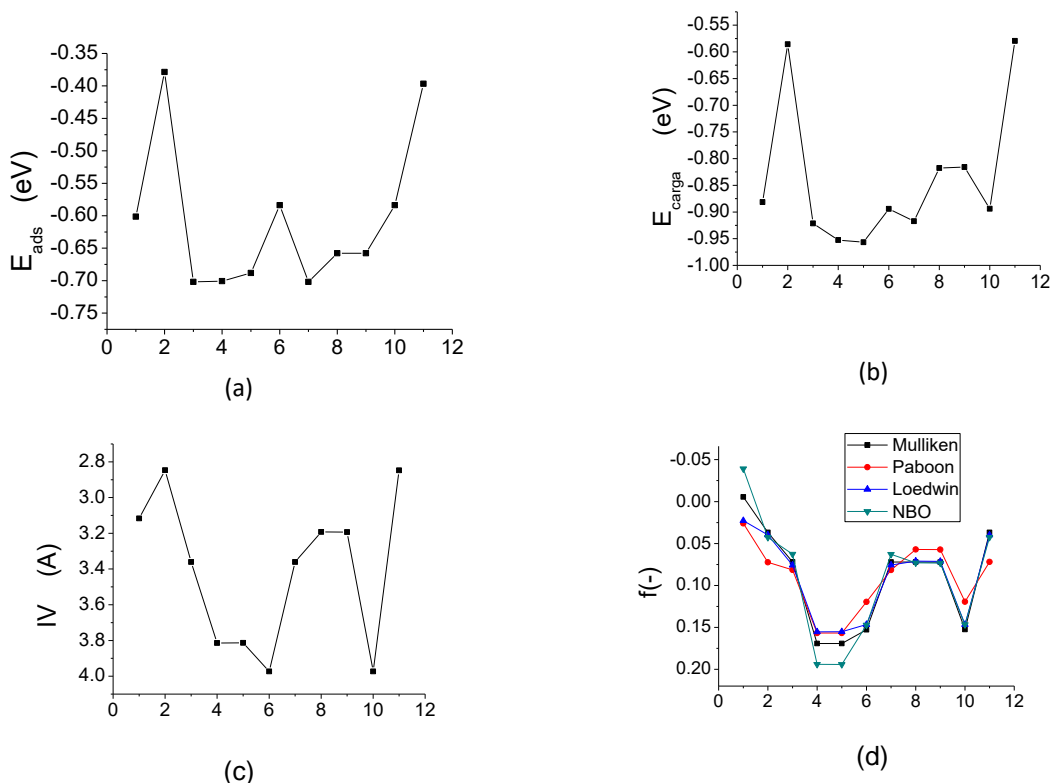 -0.35
-0.40
-0.45
-0.50
-0.55
-0.60
-0.65
-0.70
-0.75
E_ads (eV)
0 2 4 6 8 10 12
(a)
-0.55
-0.60
-0.65
-0.70
-0.75
-0.80
-0.85
-0.90
-0.95
-1.00
E_carga (eV)
0 2 4 6 8 10 12
(b)
2.8
3.0
3.2
3.4
3.6
3.8
4.0
IV (A)
0 2 4 6 8 10 12
(c)
Mulliken
Paboon
Loedwin
NBO
-0.05
0.00
0.05
0.10
0.15
0.20
f(-)
0 2 4 6 8 10 12
(d)